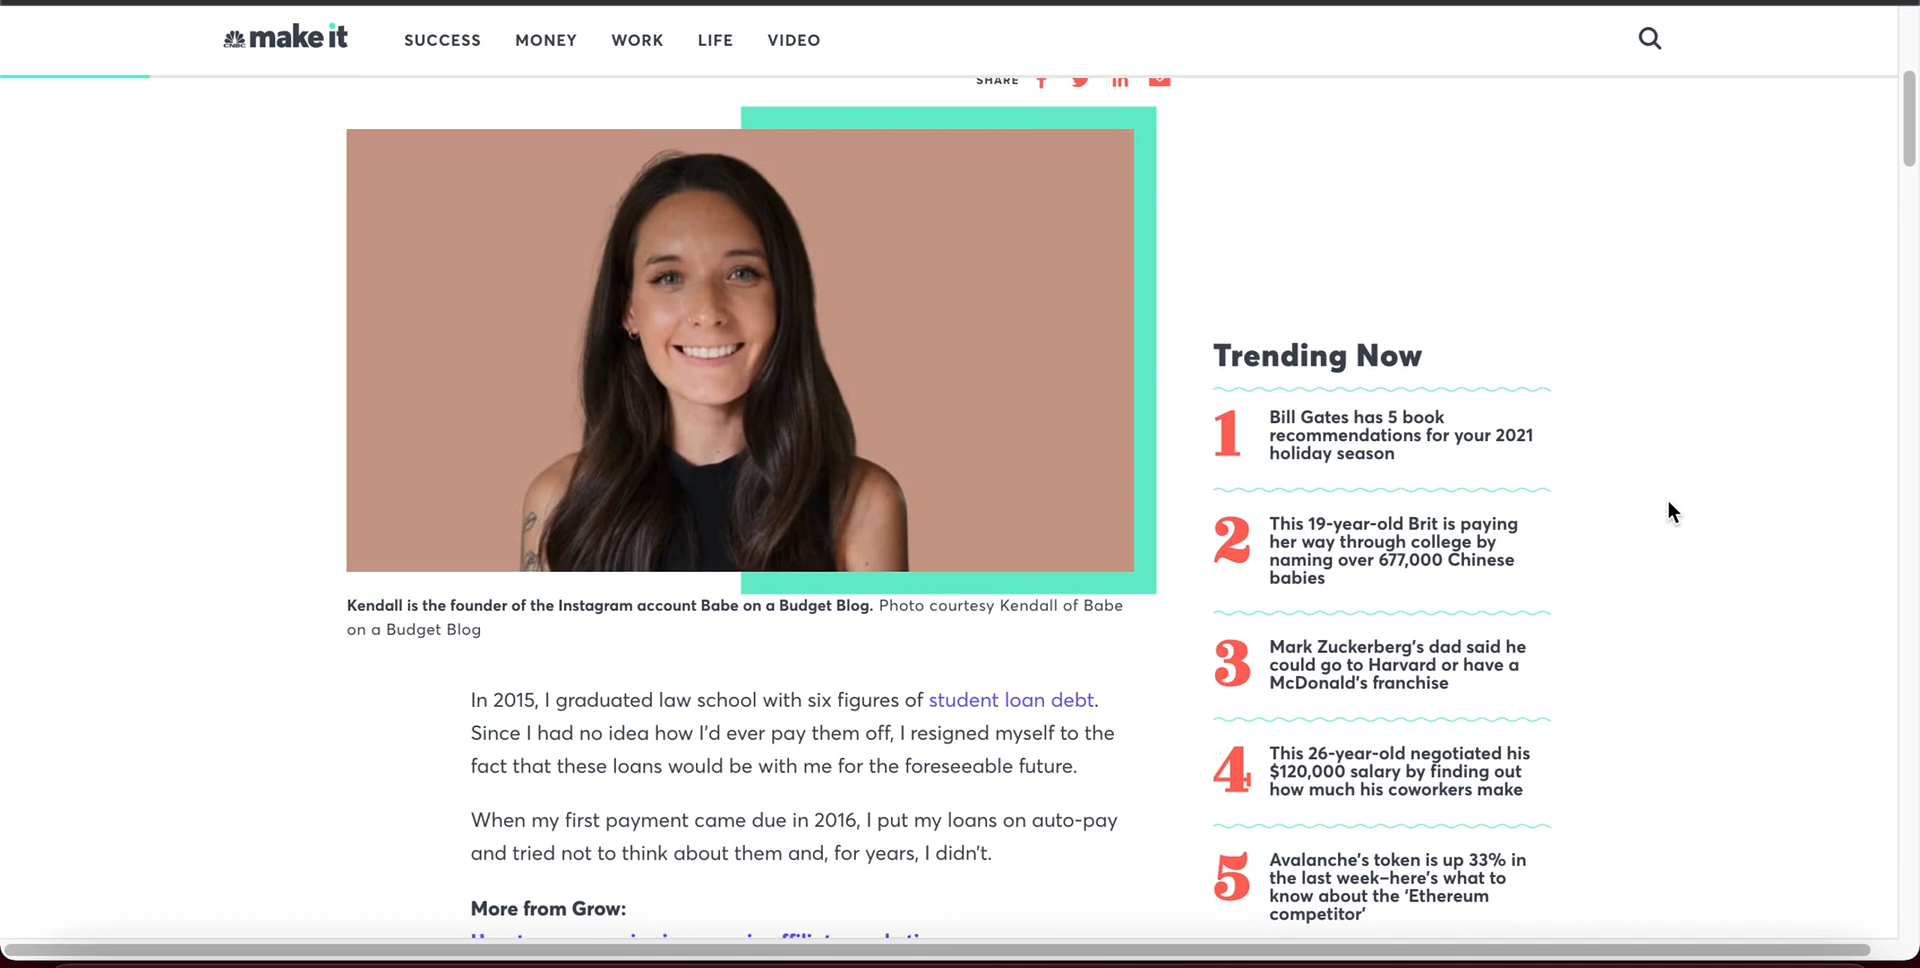 CNBC make it
SUCCESS MONEY WORK LIFE VIDEO
SHARE
Kendall is the founder of the Instagram account Babe on a Budget Blog. Photo courtesy Kendall of Babe
on a Budget Blog
In 2015, I graduated law school with six figures of student loan debt.
Since I had no idea how I'd ever pay them off, I resigned myself to the
fact that these loans would be with me for the foreseeable future.
When my first payment came due in 2016, I put my loans on auto-pay
and tried not to think about them and, for years, I didn't.
More from Grow:
Trending Now
1
Bill Gates has 5 book
recommendations for your 2021
holiday season
2
This 19-year-old Brit is paying
her way through college by
naming over 677,000 Chinese
babies
3
Mark Zuckerberg's dad said he
could go to Harvard or have a
McDonald's franchise
4
This 26-year-old negotiated his
$120,000 salary by finding out
how much his coworkers make
5
Avalanche's token is up 33% in
the last week–here's what to
know about the 'Ethereum
competitor'